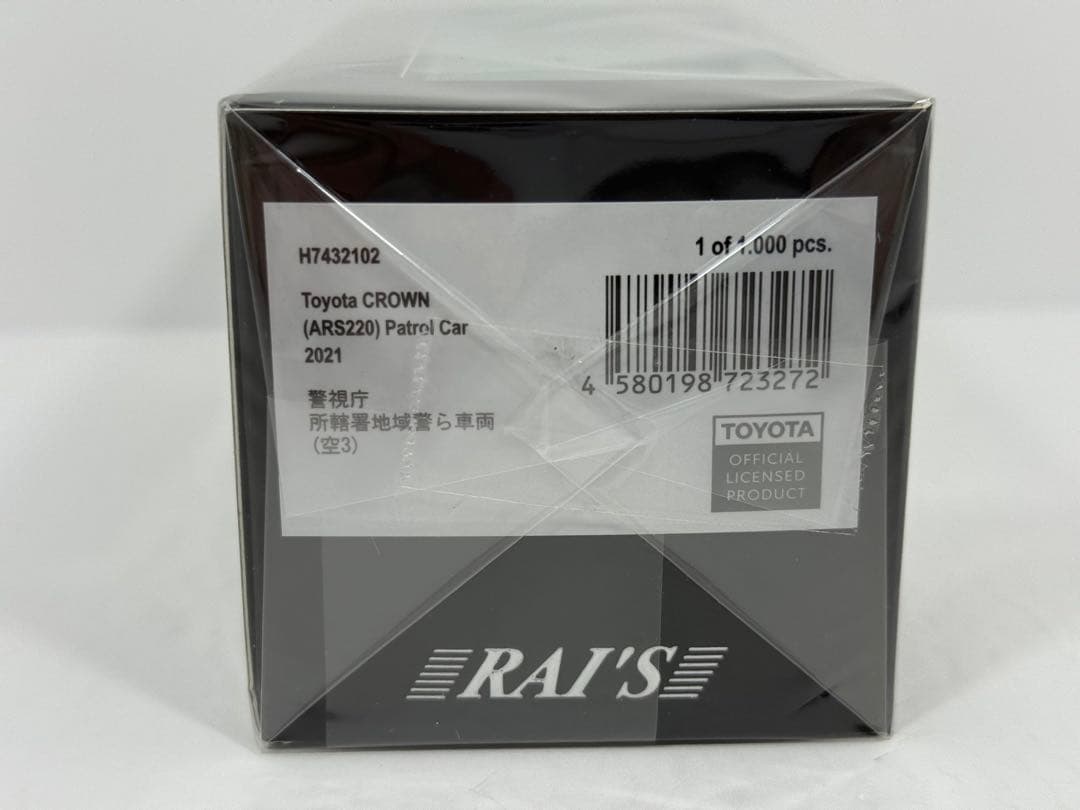 H7432102
1 of 1.000 pcs.
Toyota CROWN
(ARS220) Patrol Car
2021
4 580198 723272
警視庁
所轄署地域警ら車両
(空3)
TOYOTA
OFFICIAL
LICENSED
PRODUCT
RAI'S